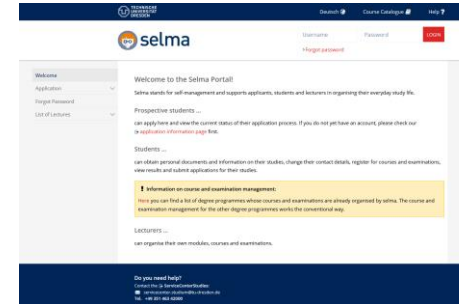 TECHNISCHE
UNIVERSITÄT
DRESDEN
Deutsch
Course Catalogue
Help ?
selma
Username
Password
LOGIN
Forgot password
Welcome
Application
Forgot Password
List of Lectures
Welcome to the Selma Portal!
Selma stands for self-management and supports applicants, students and lecturers in organising their everyday study life.
Prospective students ...
can apply here and view the current status of their application process. If you do not yet have an account, please check our
application information page first.
Students ...
can obtain personal documents and information on their studies, change their contact details, register for courses and examinations,
view results and submit applications for their studies.
! Information on course and examination management:
Here you can find a list of degree programmes whose courses and examinations are already organised by selma. The course and
examination management for the other degree programmes works the conventional way.
Lecturers ...
can organise their own modules, courses and examinations.
Do you need help?
Contact the ServiceCenterStudies:
servicecenter.studium@tu-dresden.de
Tel. +49 351 463 42000